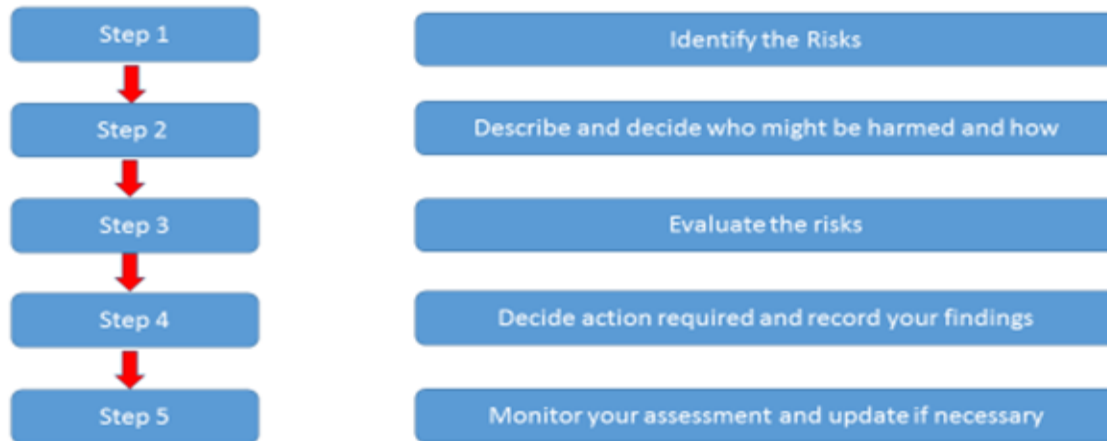 Step 1
Identify the Risks
Step 2
Describe and decide who might be harmed and how
Step 3
Evaluate the risks
Step 4
Decide action required and record your findings
Step 5
Monitor your assessment and update if necessary